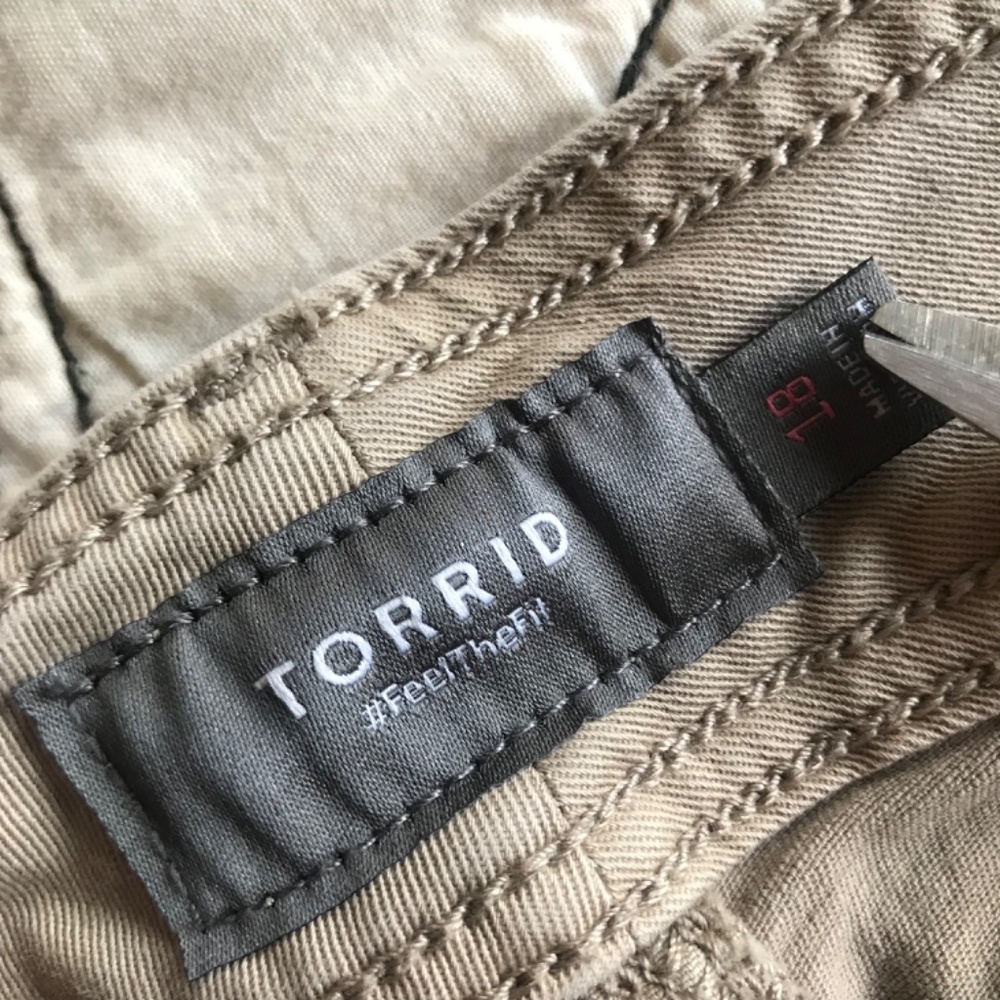 TORRID
#FeelTheFit
18
MADE IN